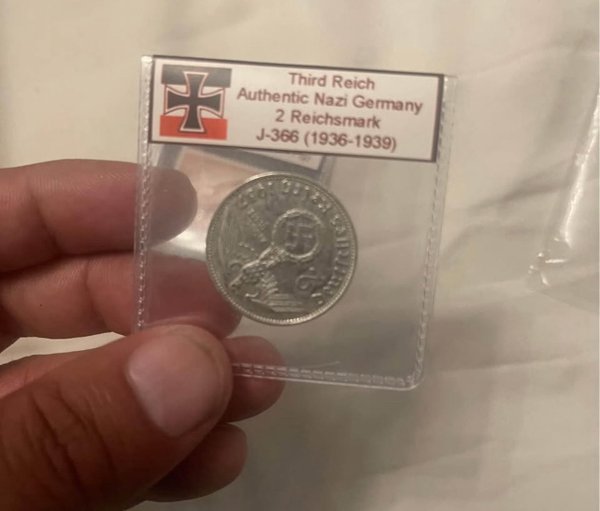 Third Reich
Authentic Nazi Germany
2 Reichsmark
J-366 (1936-1939)